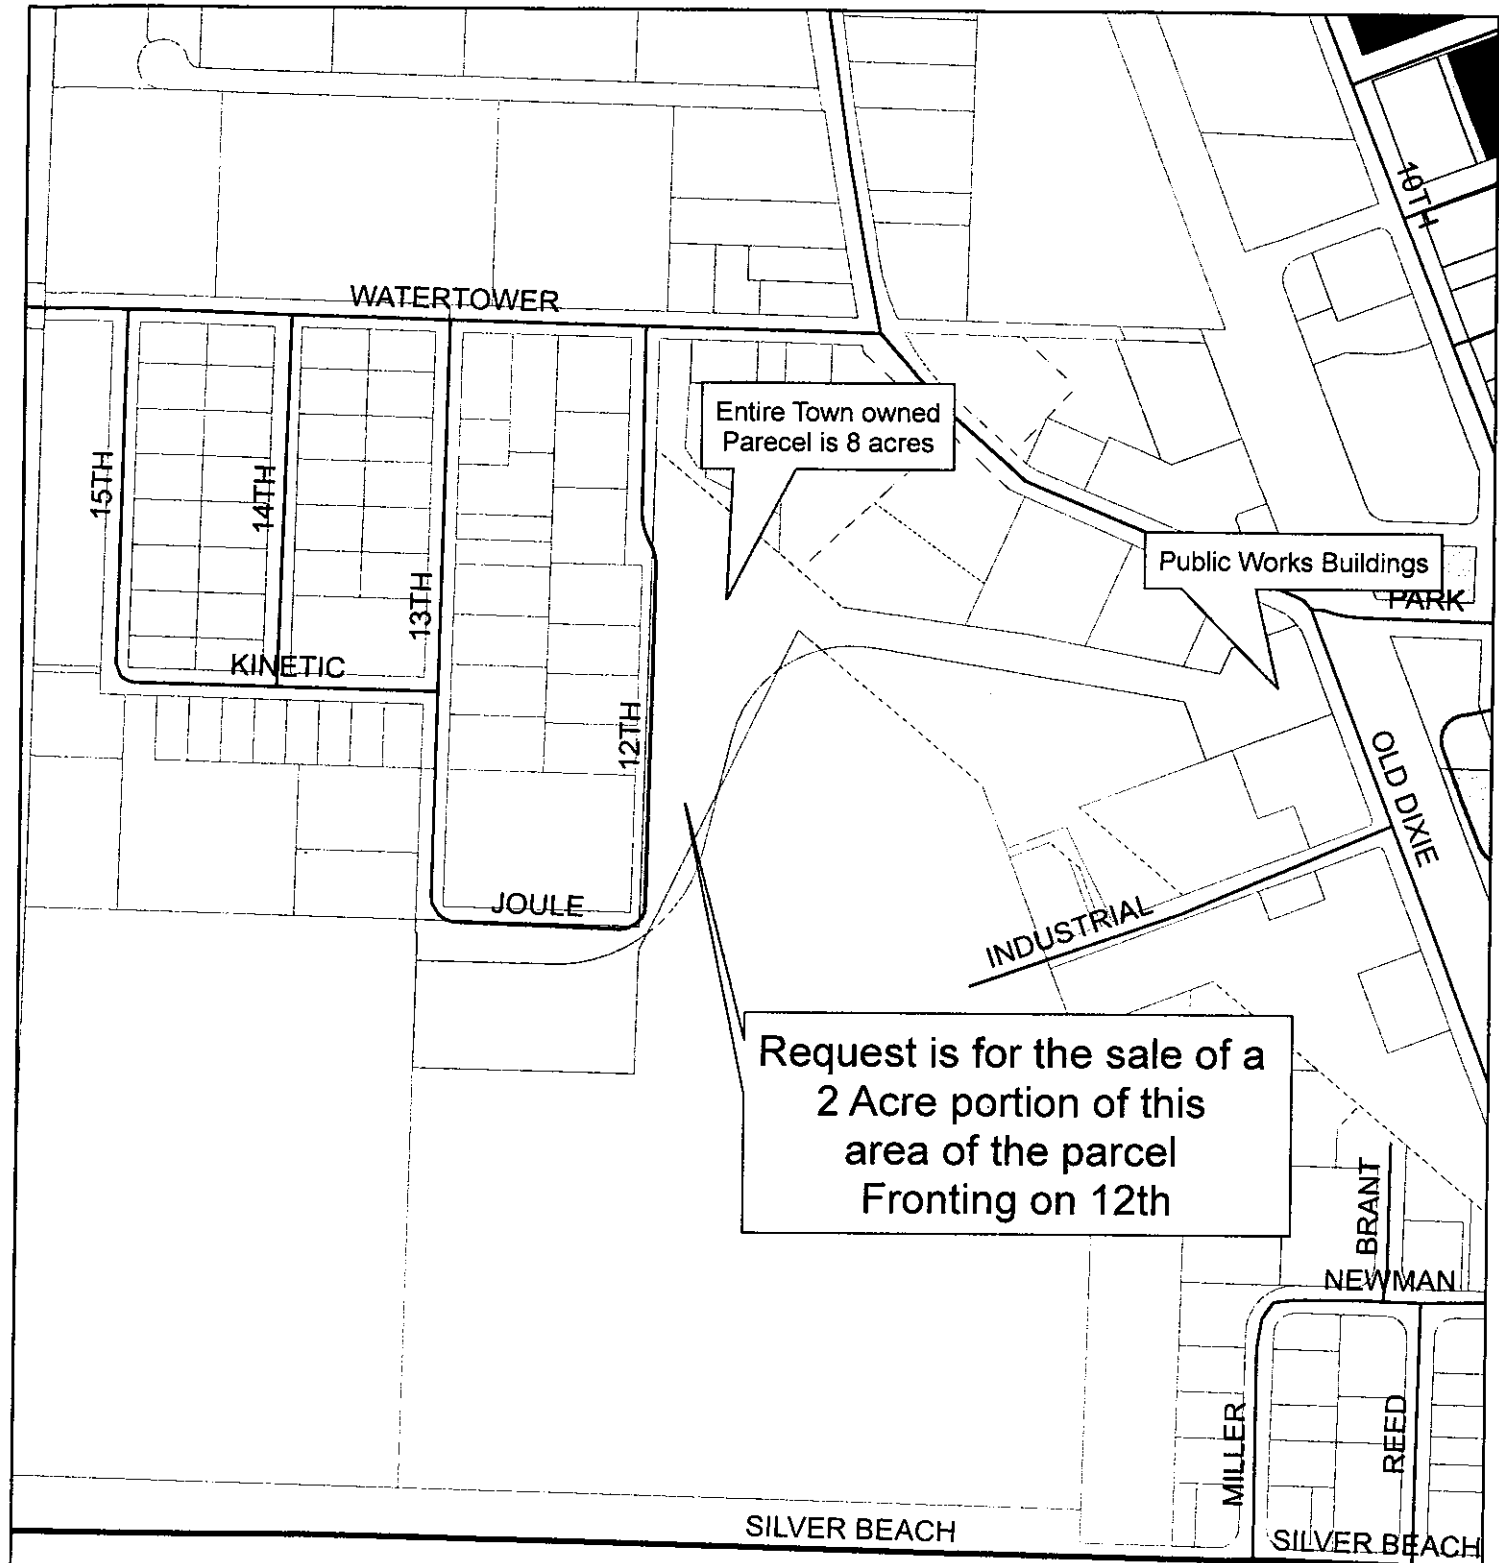 10TH
WATERTOWER
Entire Town owned
Parecel is 8 acres
15TH
14TH
13TH
Public Works Buildings
PARK
KINETIC
12TH
OLD DIXIE
JOULE
INDUSTRIAL
Request is for the sale of a
2 Acre portion of this
area of the parcel
Fronting on 12th
BRANT
NEWMAN
MILLER
REED
SILVER BEACH
SILVER BEACH